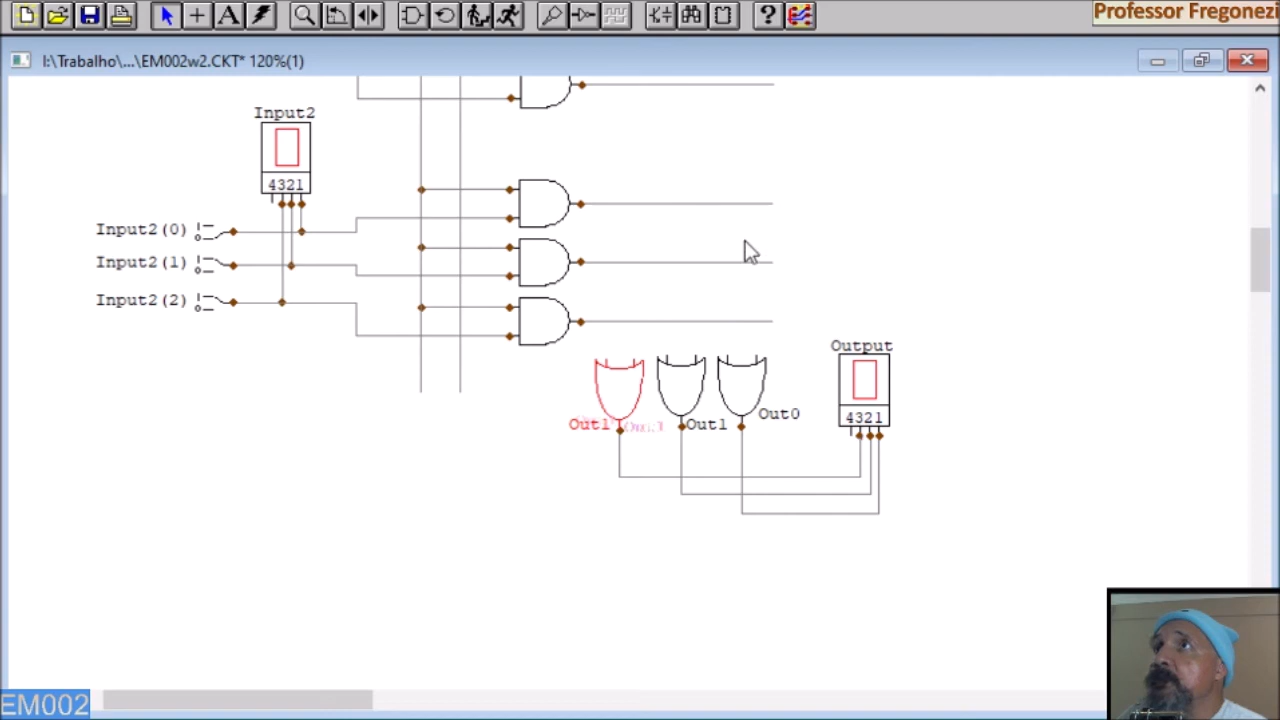 Professor Fregonezi
I:\Trabalho\...\EM002w2.CKT* 120%(1)
Input2
4321
Input2(0)
Input2(1)
Input2(2)
Output
4321
Out1
Out1
Out0
EM002